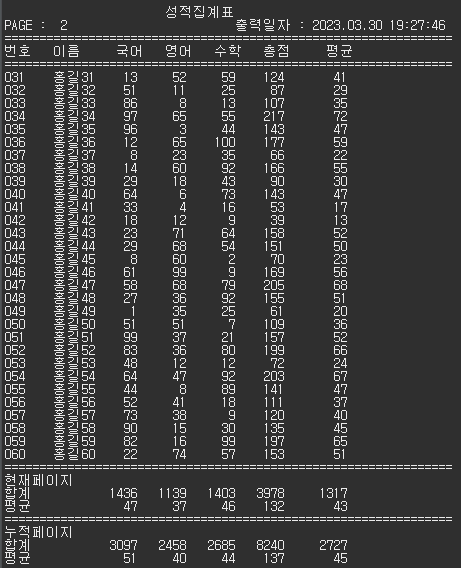 성적집계표
PAGE : 2 출력일자 : 2023.03.30 19:27:46
번호 이름 국어 영어 수학 총점 평균
031 홍길31 13 52 59 124 41
032 홍길32 51 11 25 87 29
033 홍길33 86 8 13 107 35
034 홍길34 97 65 55 217 72
035 홍길35 96 3 44 143 47
036 홍길36 12 65 100 177 59
037 홍길37 8 23 35 66 22
038 홍길38 14 60 92 166 55
039 홍길39 29 18 43 90 30
040 홍길40 64 6 73 143 47
041 홍길41 33 4 16 53 17
042 홍길42 18 12 9 39 13
043 홍길43 23 71 64 158 52
044 홍길44 29 68 54 151 50
045 홍길45 8 60 2 70 23
046 홍길46 61 99 9 169 56
047 홍길47 58 68 79 205 68
048 홍길48 27 36 92 155 51
049 홍길49 1 35 25 61 20
050 홍길50 51 51 7 109 36
051 홍길51 99 37 21 157 52
052 홍길52 83 36 80 199 66
053 홍길53 48 12 12 72 24
054 홍길54 64 47 92 203 67
055 홍길55 44 8 89 141 47
056 홍길56 52 41 18 111 37
057 홍길57 73 38 9 120 40
058 홍길58 90 15 30 135 45
059 홍길59 82 16 99 197 65
060 홍길60 22 74 57 153 51
현재페이지
합계 1436 1139 1403 3978 1317
평균 47 37 46 132 43
누적페이지
합계 3097 2458 2685 8240 2727
평균 51 40 44 137 45